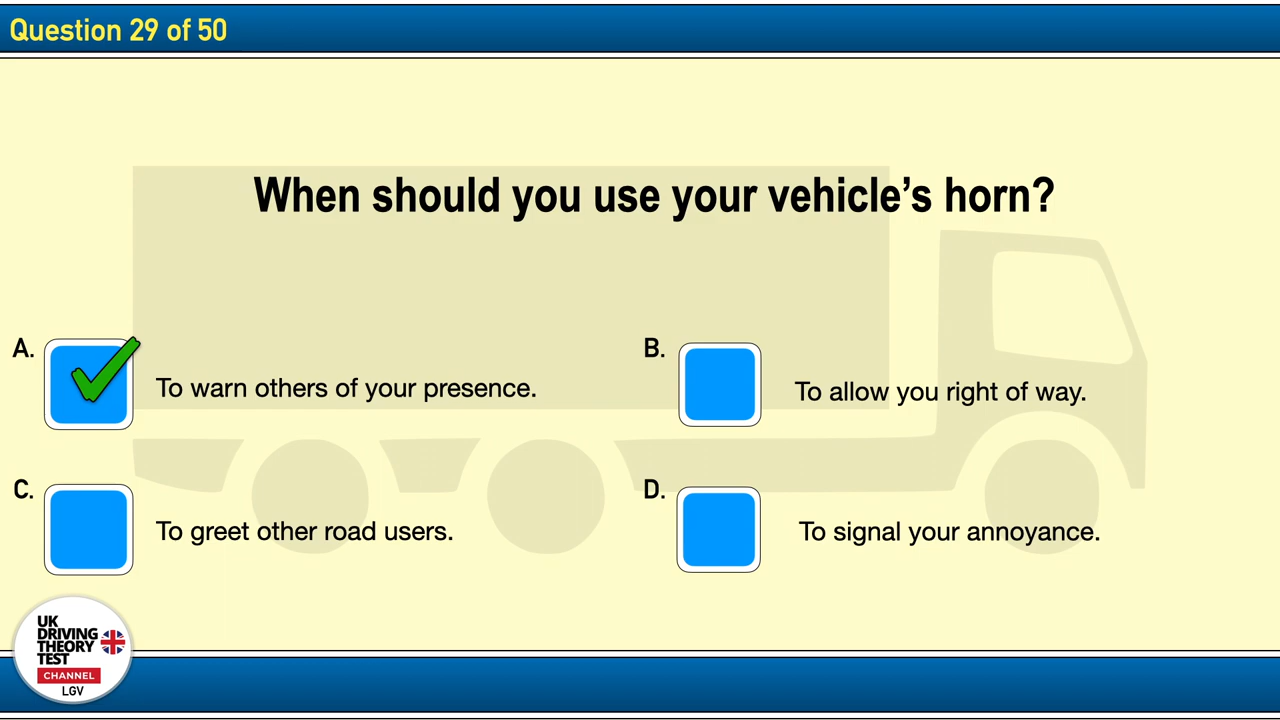 Question 29 of 50
When should you use your vehicle’s horn?
A.
To warn others of your presence.
B.
To allow you right of way.
C.
To greet other road users.
D.
To signal your annoyance.
UK
DRIVING
THEORY
TEST
CHANNEL
LGV